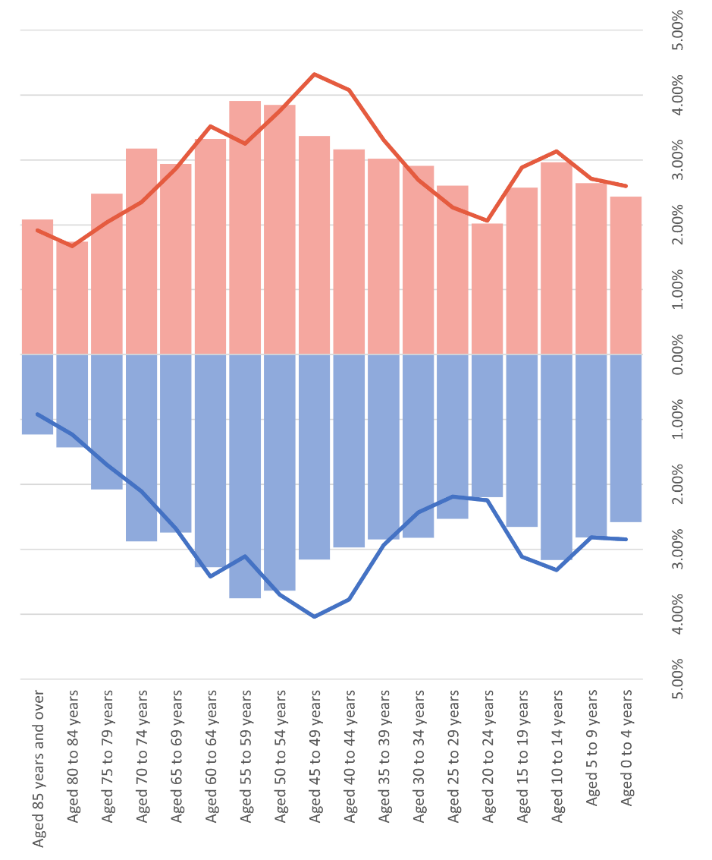 Aged 85 years and over
Aged 80 to 84 years
Aged 75 to 79 years
Aged 70 to 74 years
Aged 65 to 69 years
Aged 60 to 64 years
Aged 55 to 59 years
Aged 50 to 54 years
Aged 45 to 49 years
Aged 40 to 44 years
Aged 35 to 39 years
Aged 30 to 34 years
Aged 25 to 29 years
Aged 20 to 24 years
Aged 15 to 19 years
Aged 10 to 14 years
Aged 5 to 9 years
Aged 0 to 4 years
5.00%
4.00%
3.00%
2.00%
1.00%
0.00%
1.00%
2.00%
3.00%
4.00%
5.00%